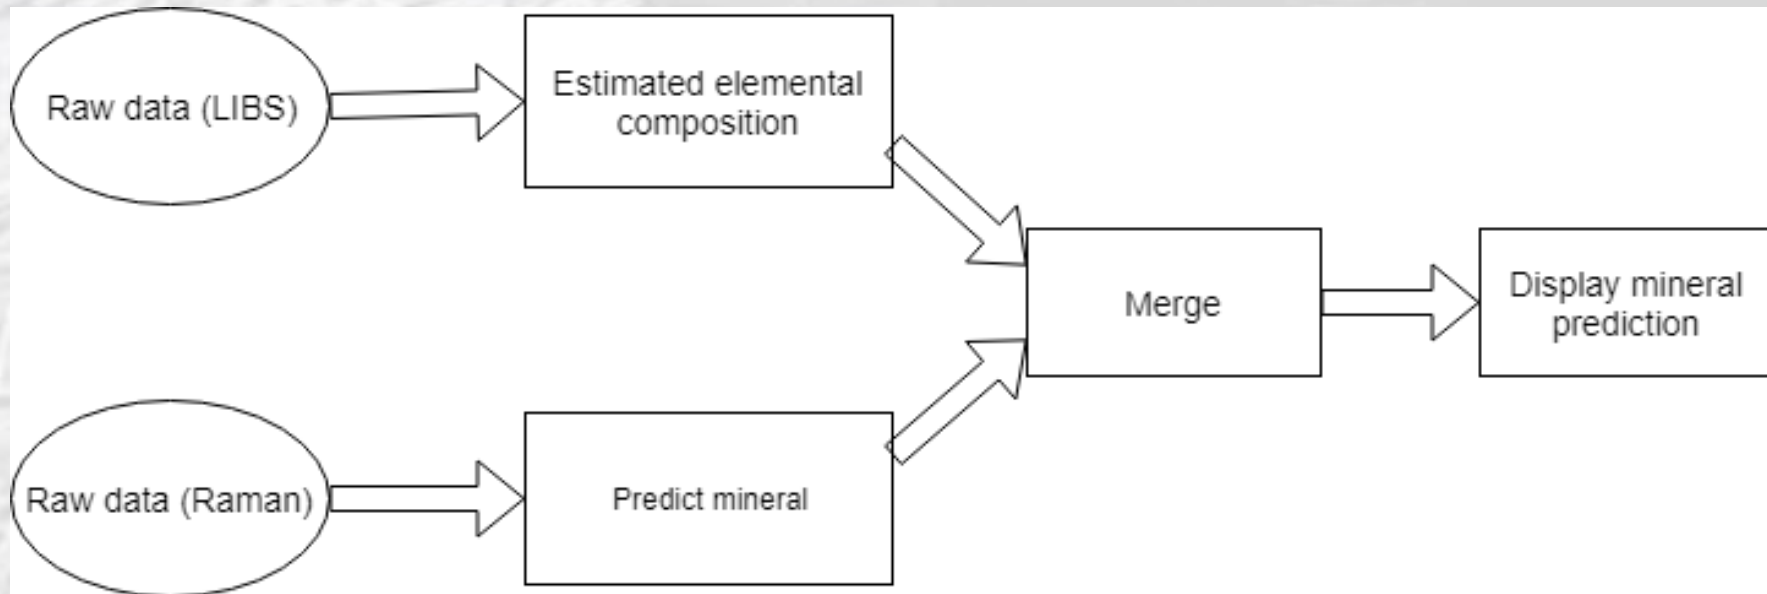 Raw data (LIBS)
Estimated elemental
composition
Merge
Display mineral
prediction
Raw data (Raman)
Predict mineral